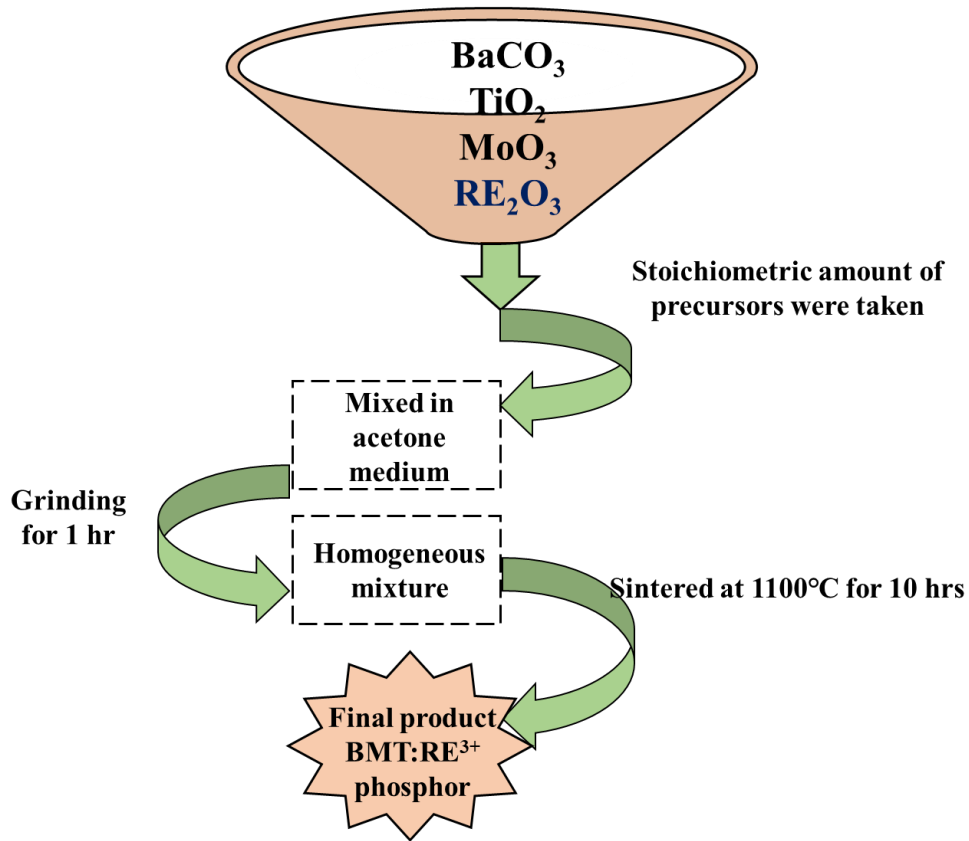 BaCO₃
TiO₂
MoO₃
RE₂O₃
Stoichiometric amount of
precursors were taken
Mixed in
acetone
medium
Grinding
for 1 hr
Homogeneous
mixture
Sintered at 1100°C for 10 hrs
Final product
BMT:RE³⁺
phosphor